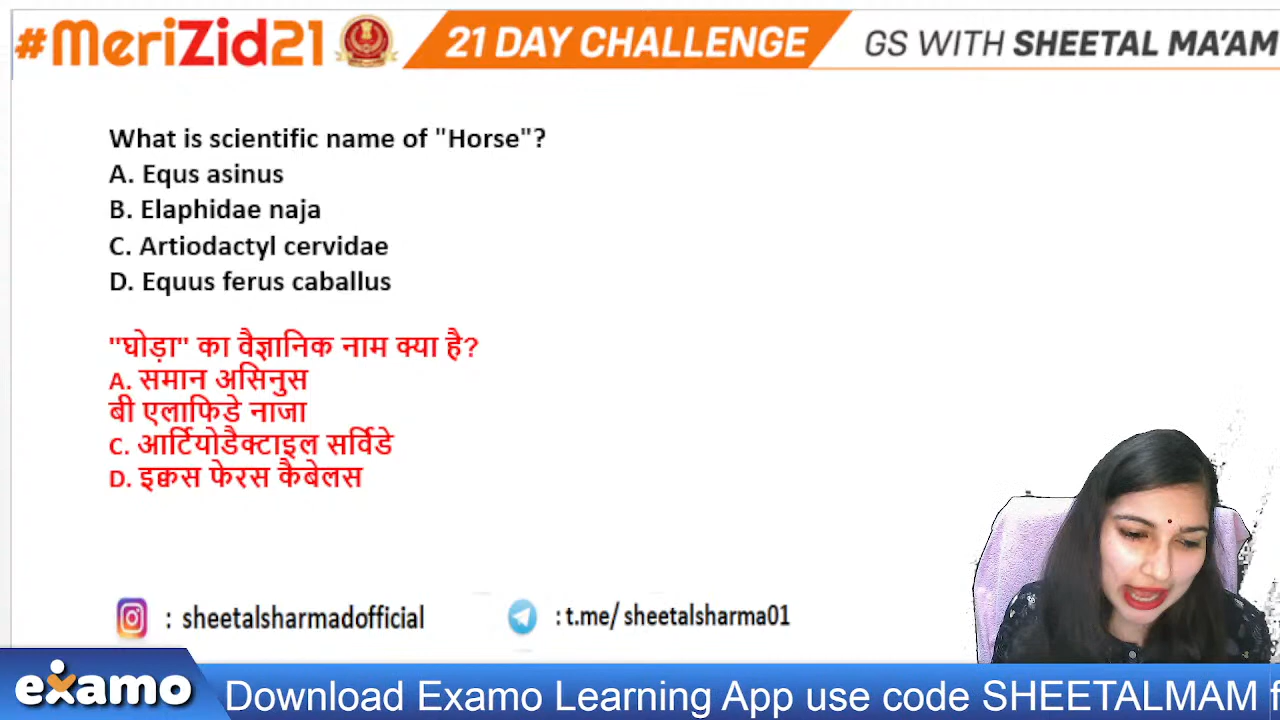 #MeriZid21 21 DAY CHALLENGE GS WITH SHEETAL MA'AM
What is scientific name of "Horse"?
A. Equs asinus
B. Elaphidae naja
C. Artiodactyl cervidae
D. Equus ferus caballus
"घोड़ा" का वैज्ञानिक नाम क्या है?
A. समान असिनुस
बी एलाफिडे नाजा
C. आर्टियोडैक्टाइल सर्विडे
D. इक्वस फेरस कैबेलस
: sheetalsharmadofficial : t.me/ sheetalsharma01
examo Download Examo Learning App use code SHEETALMAM f